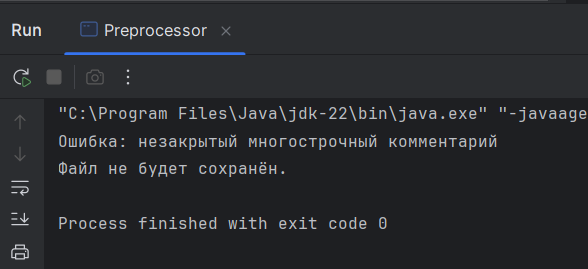 Run Preprocessor
"C:\Program Files\Java\jdk-22\bin\java.exe" "-javaage
Ошибка: незакрытый многострочный комментарий
Файл не будет сохранён.
Process finished with exit code 0